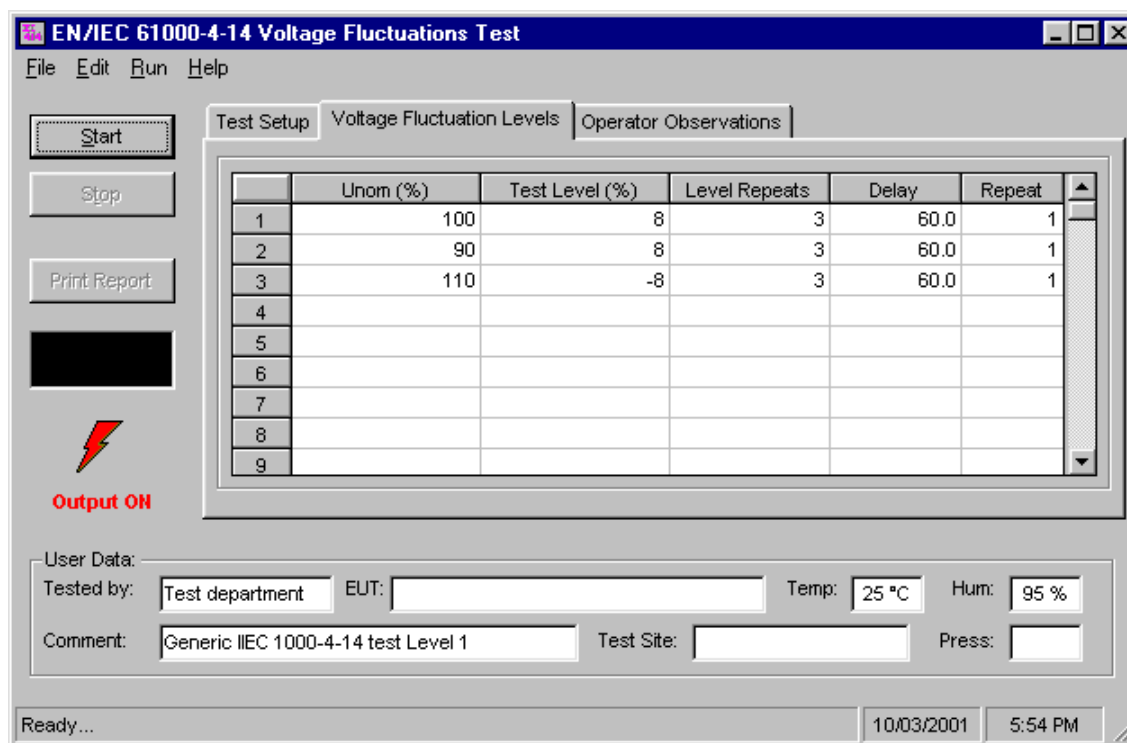 EN/IEC 61000-4-14 Voltage Fluctuations Test
File Edit Run Help
Start
Stop
Print Report
Output ON
Test Setup Voltage Fluctuation Levels Operator Observations
Unom (%) Test Level (%) Level Repeats Delay Repeat
1 100 8 3 60.0 1
2 90 8 3 60.0 1
3 110 -8 3 60.0 1
4
5
6
7
8
9
User Data:
Tested by: Test department EUT: Temp: 25 °C Hum: 95 %
Comment: Generic IIEC 1000-4-14 test Level 1 Test Site: Press:
Ready... 10/03/2001 5:54 PM